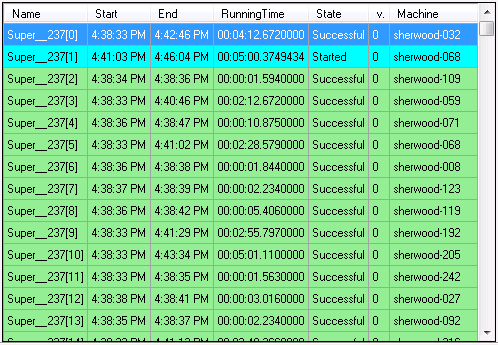 Name Start End RunningTime State v. Machine
Super__237[0] 4:38:33 PM 4:42:46 PM 00:04:12.6720000 Successful 0 sherwood-032
Super__237[1] 4:41:03 PM 4:46:04 PM 00:05:00.3749434 Started 0 sherwood-068
Super__237[2] 4:38:34 PM 4:38:36 PM 00:00:01.5940000 Successful 0 sherwood-109
Super__237[3] 4:38:33 PM 4:40:46 PM 00:02:12.6720000 Successful 0 sherwood-059
Super__237[4] 4:38:36 PM 4:38:47 PM 00:00:10.8750000 Successful 0 sherwood-071
Super__237[5] 4:38:33 PM 4:41:02 PM 00:02:28.5790000 Successful 0 sherwood-068
Super__237[6] 4:38:36 PM 4:38:38 PM 00:00:01.8440000 Successful 0 sherwood-008
Super__237[7] 4:38:37 PM 4:38:39 PM 00:00:02.2340000 Successful 0 sherwood-123
Super__237[8] 4:38:36 PM 4:38:42 PM 00:00:05.4060000 Successful 0 sherwood-119
Super__237[9] 4:38:33 PM 4:41:29 PM 00:02:55.7970000 Successful 0 sherwood-192
Super__237[10] 4:38:33 PM 4:43:34 PM 00:05:01.1100000 Successful 0 sherwood-205
Super__237[11] 4:38:33 PM 4:38:35 PM 00:00:01.5630000 Successful 0 sherwood-242
Super__237[12] 4:38:38 PM 4:38:41 PM 00:00:03.0160000 Successful 0 sherwood-027
Super__237[13] 4:38:35 PM 4:38:37 PM 00:00:02.2340000 Successful 0 sherwood-092